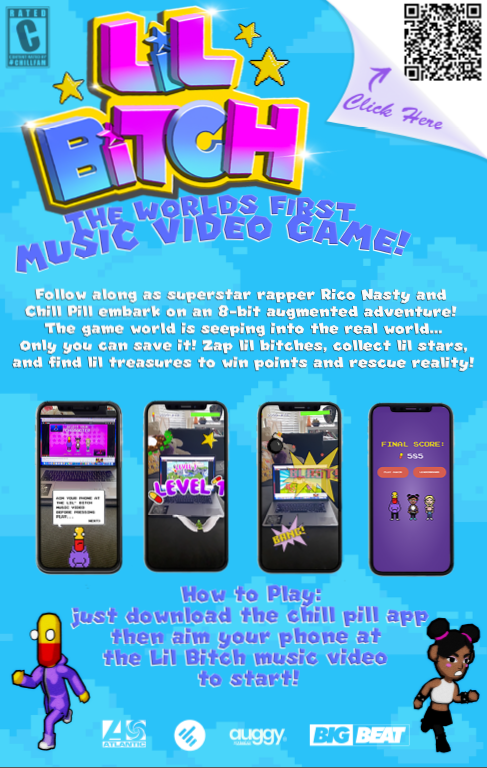 RATED
C
#CHILLFAM
LIL
BITCH
Click Here
THE WORLDS FIRST
MUSIC VIDEO GAME!
Follow along as superstar rapper Rico Nasty and
Chill Pill embark on an 8-bit augmented adventure!
The game world is seeping into the real world...
Only you can save it! Zap lil bitches, collect lil stars,
and find lil treasures to win points and rescue reality!
AIM YOUR PHONE AT
THE LIL' BITCH
MUSIC VIDEO
BEFORE PRESSING
PLAY...
NEXT!
LEVEL 1
BANG!
FINAL SCORE:
585
How to Play:
just download the chill pill app
then aim your phone at
the Lil Bitch music video
to start!
ATLANTIC
auggy.
BIG BEAT